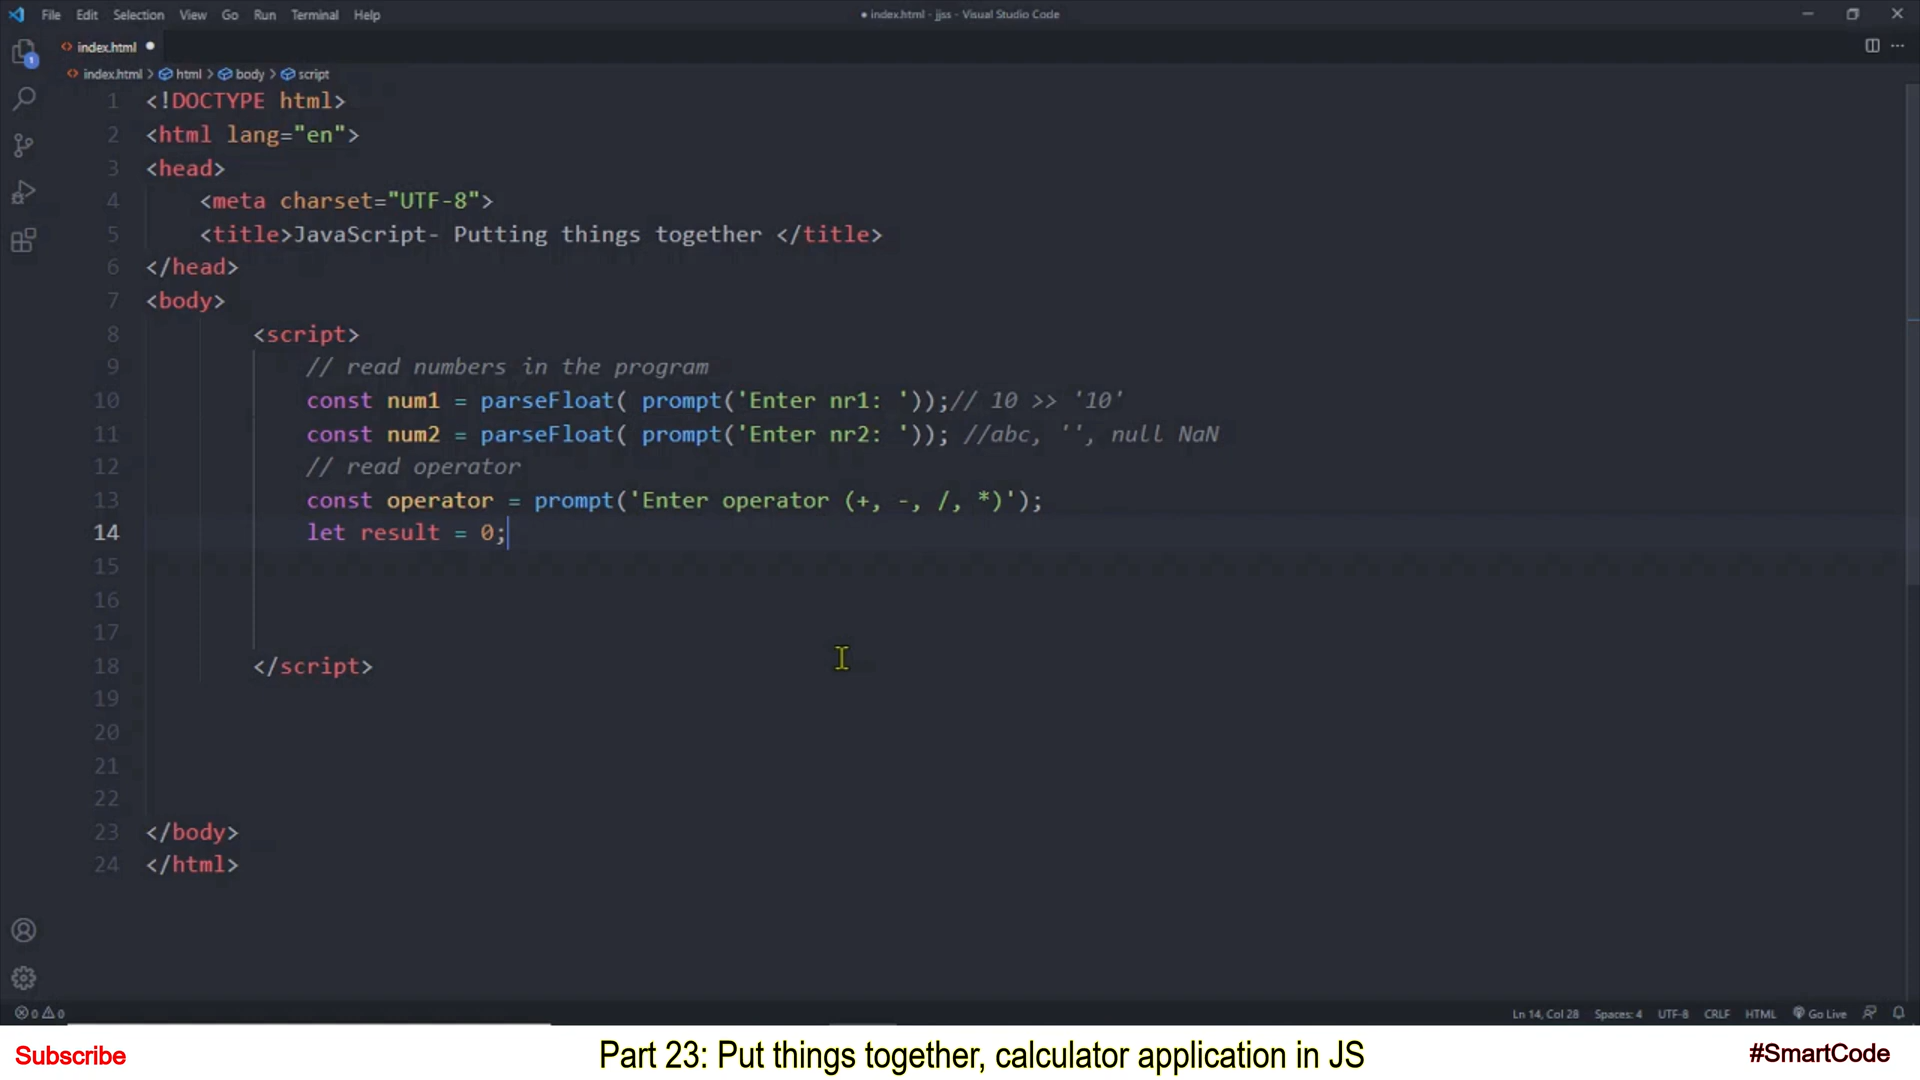 File Edit Selection View Go Run Terminal Help
● index.html - jjss - Visual Studio Code
<> index.html ●
<> index.html > html > body > script
1 <!DOCTYPE html>
2 <html lang="en">
3 <head>
4 <meta charset="UTF-8">
5 <title>JavaScript- Putting things together </title>
6 </head>
7 <body>
8 <script>
9 // read numbers in the program
10 const num1 = parseFloat( prompt('Enter nr1: '));// 10 >> '10'
11 const num2 = parseFloat( prompt('Enter nr2: ')); //abc, '', null NaN
12 // read operator
13 const operator = prompt('Enter operator (+, -, /, *)');
14 let result = 0;
15
16
17
18 </script>
19
20
21
22
23 </body>
24 </html>
1
0 0
Ln 14, Col 28 Spaces: 4 UTF-8 CRLF HTML Go Live
Subscribe
Part 23: Put things together, calculator application in JS
#SmartCode